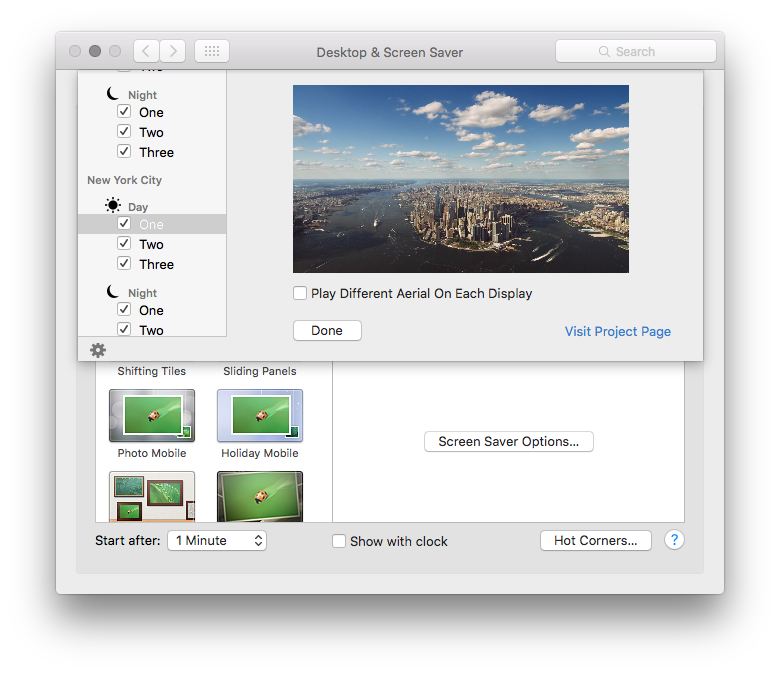 Desktop & Screen Saver
Search
Two
Night
One
Two
Three
New York City
Day
One
Two
Three
Night
One
Two
Play Different Aerial On Each Display
Done
Visit Project Page
Shifting Tiles
Sliding Panels
Photo Mobile
Holiday Mobile
Screen Saver Options...
Start after:
1 Minute
Show with clock
Hot Corners...
?